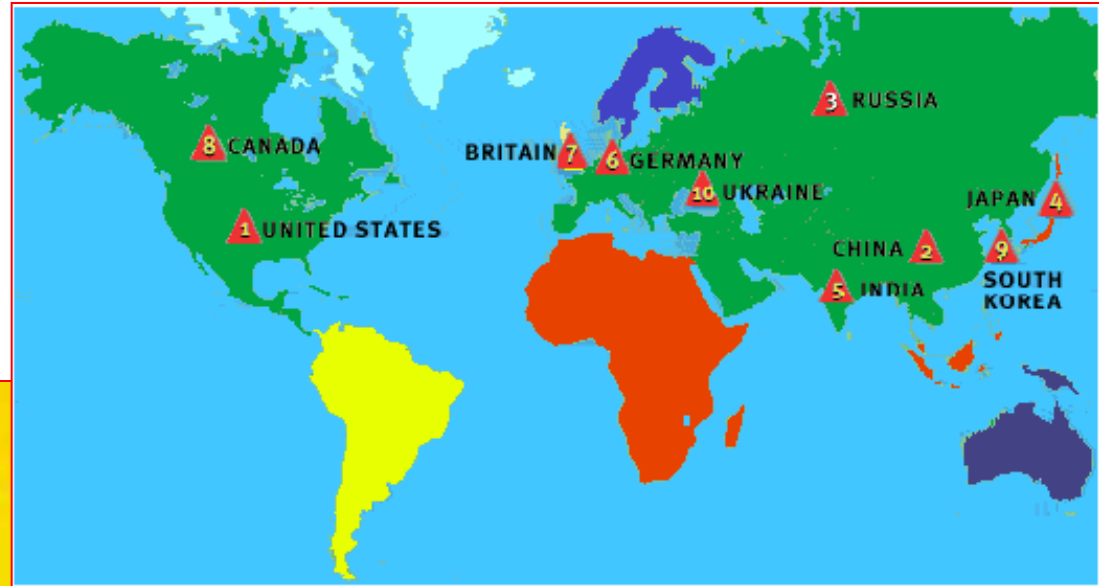 3 RUSSIA
8 CANADA
BRITAIN 7
6 GERMANY
10 UKRAINE
JAPAN 4
1 UNITED STATES
CHINA 2
9
SOUTH
KOREA
5 INDIA